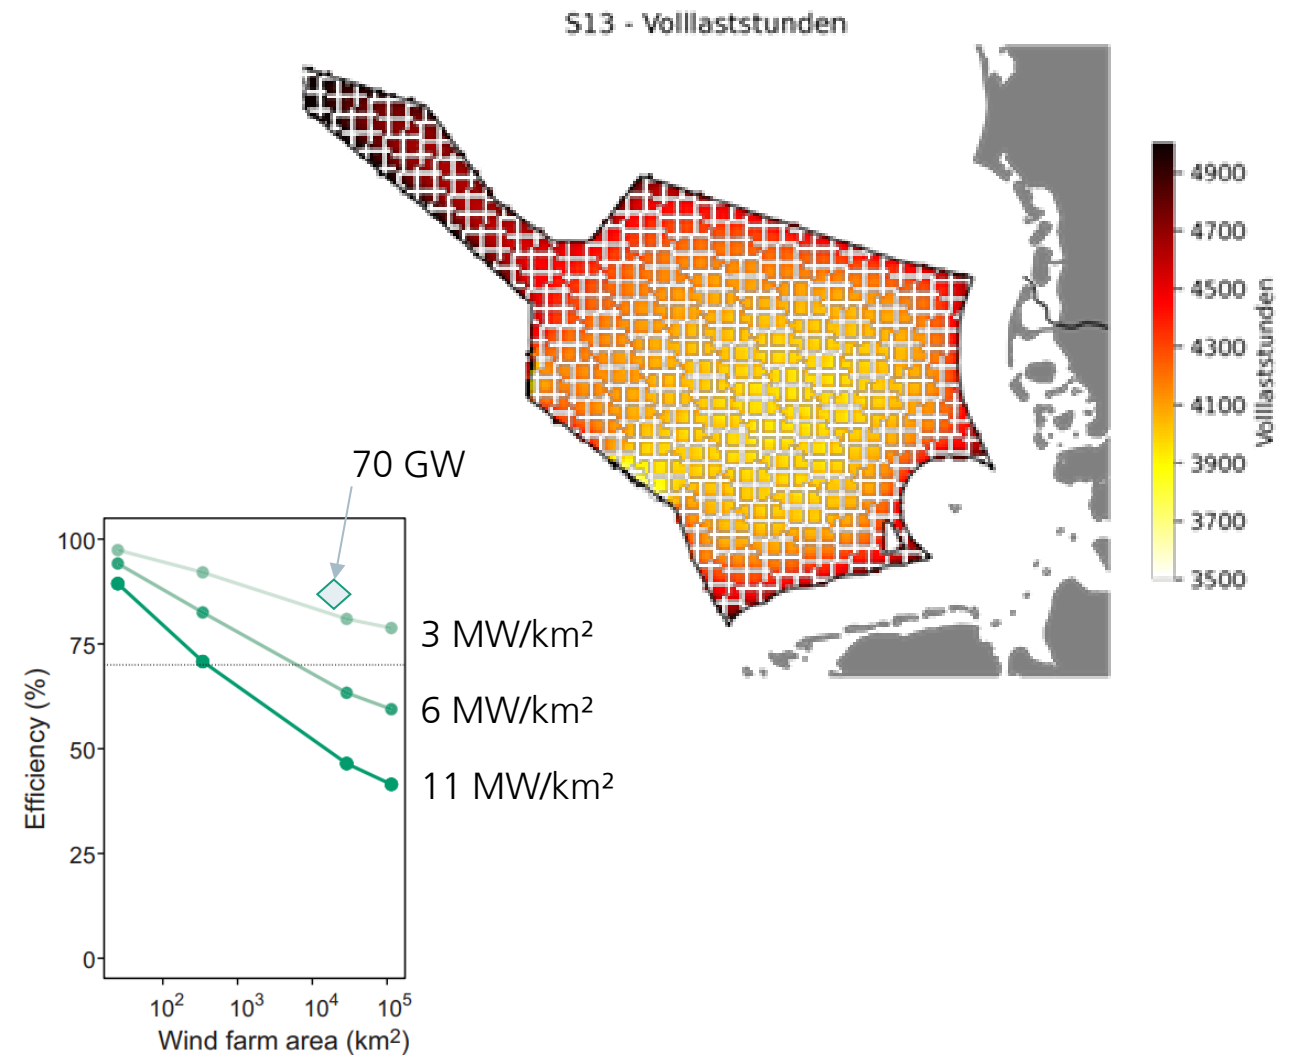 S13 - Volllaststunden
4900
4700
4500
4300
4100
3900
3700
3500
Volllaststunden
70 GW
100
75
50
25
0
Efficiency (%)
3 MW/km²
6 MW/km²
11 MW/km²
10² 10³ 10⁴ 10⁵
Wind farm area (km²)